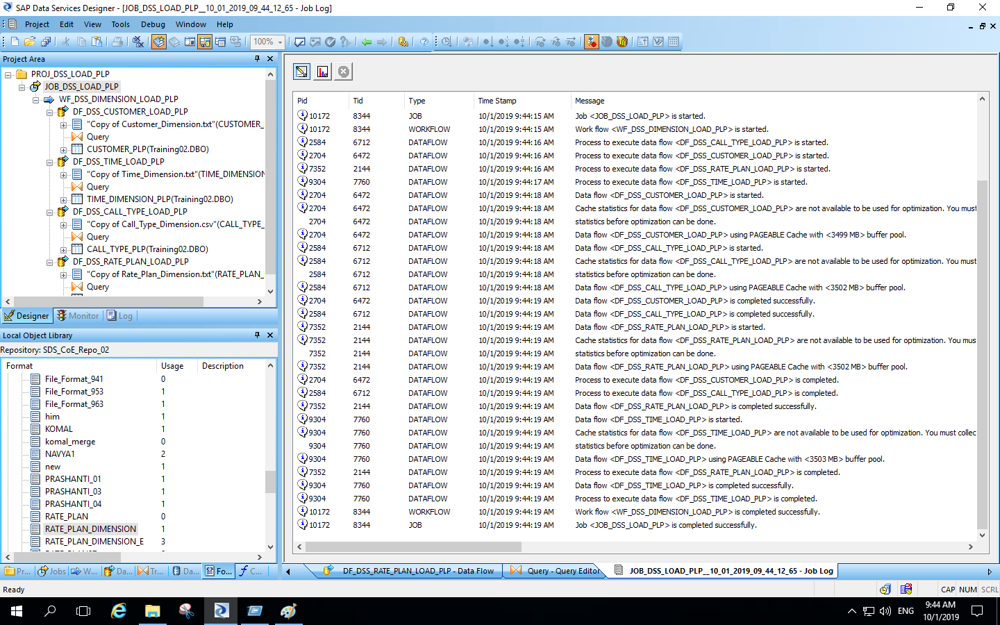 SAP Data Services Designer - [JOB_DSS_LOAD_PLP__10_01_2019_09_44_12_65 - Job Log]
Project Edit View Tools Debug Window Help
100%
Project Area
PROJ_DSS_LOAD_PLP
JOB_DSS_LOAD_PLP
WF_DSS_DIMENSION_LOAD_PLP
DF_DSS_CUSTOMER_LOAD_PLP
"Copy of Customer_Dimension.txt"(CUSTOMER_
Query
CUSTOMER_PLP(Training02.DBO)
DF_DSS_TIME_LOAD_PLP
"Copy of Time_Dimension.txt"(TIME_DIMENSION
Query
TIME_DIMENSION_PLP(Training02.DBO)
DF_DSS_CALL_TYPE_LOAD_PLP
"Copy of Call_Type_Dimension.csv"(CALL_TYPE_
Query
CALL_TYPE_PLP(Training02.DBO)
DF_DSS_RATE_PLAN_LOAD_PLP
"Copy of Rate_Plan_Dimension.txt"(RATE_PLAN_
Query
Designer Monitor Log
Local Object Library
Repository: SDS_CoE_Repo_02
Format Usage Description
File_Format_941 0
File_Format_953 1
File_Format_963 1
him 1
KOMAL 1
komal_merge 0
NAVYA1 2
new 1
PRASHANTI_01 1
PRASHANTI_03 1
PRASHANTI_04 1
RATE_PLAN 0
RATE_PLAN_DIMENSION 1
RATE_PLAN_DIMENSION_E 3
Pr... Jobs W... Da... Tr... Da... Fo... C...
Pid Tid Type Time Stamp Message
10172 8344 JOB 10/1/2019 9:44:15 AM Job <JOB_DSS_LOAD_PLP> is started.
10172 8344 WORKFLOW 10/1/2019 9:44:15 AM Work flow <WF_DSS_DIMENSION_LOAD_PLP> is started.
2584 6712 DATAFLOW 10/1/2019 9:44:16 AM Process to execute data flow <DF_DSS_CALL_TYPE_LOAD_PLP> is started.
2704 6472 DATAFLOW 10/1/2019 9:44:16 AM Process to execute data flow <DF_DSS_CUSTOMER_LOAD_PLP> is started.
7352 2144 DATAFLOW 10/1/2019 9:44:16 AM Process to execute data flow <DF_DSS_RATE_PLAN_LOAD_PLP> is started.
9304 7760 DATAFLOW 10/1/2019 9:44:17 AM Process to execute data flow <DF_DSS_TIME_LOAD_PLP> is started.
2704 6472 DATAFLOW 10/1/2019 9:44:18 AM Data flow <DF_DSS_CUSTOMER_LOAD_PLP> is started.
2704 6472 DATAFLOW 10/1/2019 9:44:18 AM Cache statistics for data flow <DF_DSS_CUSTOMER_LOAD_PLP> are not available to be used for optimization. You must
2704 6472 DATAFLOW 10/1/2019 9:44:18 AM statistics before optimization can be done.
2704 6472 DATAFLOW 10/1/2019 9:44:18 AM Data flow <DF_DSS_CUSTOMER_LOAD_PLP> using PAGEABLE Cache with <3499 MB> buffer pool.
2584 6712 DATAFLOW 10/1/2019 9:44:18 AM Data flow <DF_DSS_CALL_TYPE_LOAD_PLP> is started.
2584 6712 DATAFLOW 10/1/2019 9:44:18 AM Cache statistics for data flow <DF_DSS_CALL_TYPE_LOAD_PLP> are not available to be used for optimization. You must
2584 6712 DATAFLOW 10/1/2019 9:44:18 AM statistics before optimization can be done.
2584 6712 DATAFLOW 10/1/2019 9:44:19 AM Data flow <DF_DSS_CALL_TYPE_LOAD_PLP> using PAGEABLE Cache with <3502 MB> buffer pool.
2704 6472 DATAFLOW 10/1/2019 9:44:19 AM Data flow <DF_DSS_CUSTOMER_LOAD_PLP> is completed successfully.
2584 6712 DATAFLOW 10/1/2019 9:44:19 AM Data flow <DF_DSS_CALL_TYPE_LOAD_PLP> is completed successfully.
7352 2144 DATAFLOW 10/1/2019 9:44:19 AM Data flow <DF_DSS_RATE_PLAN_LOAD_PLP> is started.
7352 2144 DATAFLOW 10/1/2019 9:44:19 AM Cache statistics for data flow <DF_DSS_RATE_PLAN_LOAD_PLP> are not available to be used for optimization. You mus
7352 2144 DATAFLOW 10/1/2019 9:44:19 AM statistics before optimization can be done.
7352 2144 DATAFLOW 10/1/2019 9:44:19 AM Data flow <DF_DSS_RATE_PLAN_LOAD_PLP> using PAGEABLE Cache with <3502 MB> buffer pool.
2704 6472 DATAFLOW 10/1/2019 9:44:19 AM Process to execute data flow <DF_DSS_CUSTOMER_LOAD_PLP> is completed.
2584 6712 DATAFLOW 10/1/2019 9:44:19 AM Process to execute data flow <DF_DSS_CALL_TYPE_LOAD_PLP> is completed.
7352 2144 DATAFLOW 10/1/2019 9:44:19 AM Data flow <DF_DSS_RATE_PLAN_LOAD_PLP> is completed successfully.
9304 7760 DATAFLOW 10/1/2019 9:44:19 AM Data flow <DF_DSS_TIME_LOAD_PLP> is started.
9304 7760 DATAFLOW 10/1/2019 9:44:19 AM Cache statistics for data flow <DF_DSS_TIME_LOAD_PLP> are not available to be used for optimization. You must collec
9304 7760 DATAFLOW 10/1/2019 9:44:19 AM statistics before optimization can be done.
9304 7760 DATAFLOW 10/1/2019 9:44:19 AM Data flow <DF_DSS_TIME_LOAD_PLP> using PAGEABLE Cache with <3503 MB> buffer pool.
7352 2144 DATAFLOW 10/1/2019 9:44:19 AM Process to execute data flow <DF_DSS_RATE_PLAN_LOAD_PLP> is completed.
9304 7760 DATAFLOW 10/1/2019 9:44:19 AM Data flow <DF_DSS_TIME_LOAD_PLP> is completed successfully.
9304 7760 DATAFLOW 10/1/2019 9:44:19 AM Process to execute data flow <DF_DSS_TIME_LOAD_PLP> is completed.
10172 8344 WORKFLOW 10/1/2019 9:44:19 AM Work flow <WF_DSS_DIMENSION_LOAD_PLP> is completed successfully.
10172 8344 JOB 10/1/2019 9:44:19 AM Job <JOB_DSS_LOAD_PLP> is completed successfully.
DF_DSS_RATE_PLAN_LOAD_PLP - Data Flow Query - Query Editor JOB_DSS_LOAD_PLP__10_01_2019_09_44_12_65 - Job Log
Ready CAP NUM SCRL
ENG 9:44 AM
10/1/2019